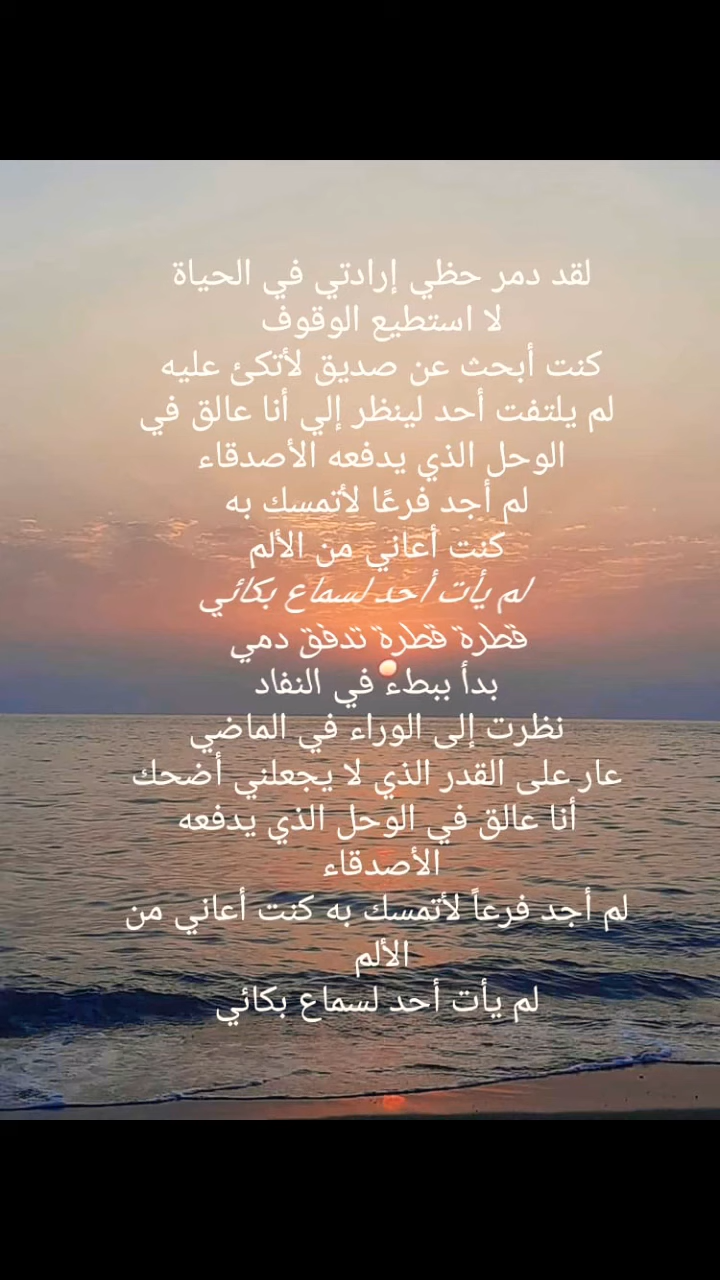 لقد دمر حظي إرادتي في الحياة
لا استطيع الوقوف
كنت أبحث عن صديق لأتكئ عليه
لم يلتفت أحد لينظر إلي أنا عالق في
الوحل الذي يدفعه الأصدقاء
لم أجد فرعًا لأتمسك به
كنت أعاني من الألم
لم يأت أحد لسماع بكائي
قطرة قطرة تدفق دمي
بدأ ببطء في النفاد
نظرت إلى الوراء في الماضي
عار على القدر الذي لا يجعلني أضحك
أنا عالق في الوحل الذي يدفعه
الأصدقاء
لم أجد فرعاً لأتمسك به كنت أعاني من
الألم
لم يأت أحد لسماع بكائي